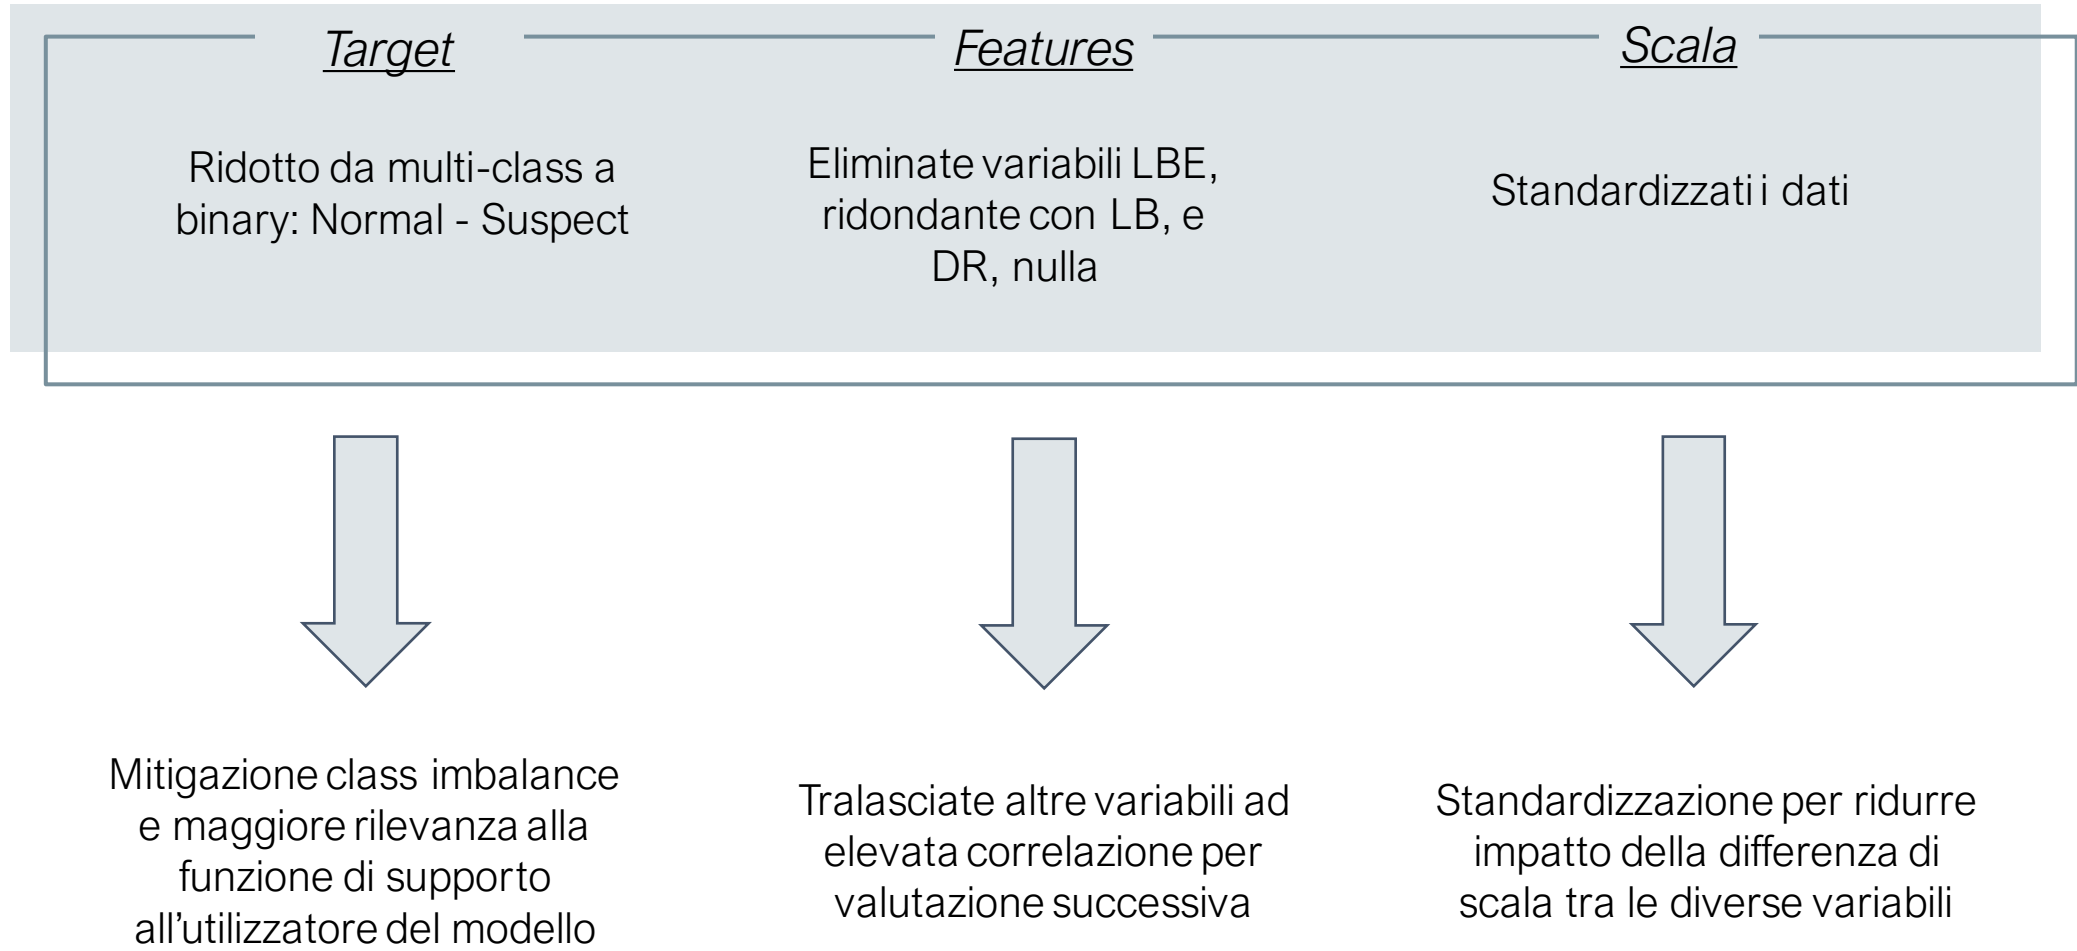 Target
Ridotto da multi-class a
binary: Normal - Suspect
Features
Eliminate variabili LBE,
ridondante con LB, e
DR, nulla
Scala
Standardizzati i dati
Mitigazione class imbalance
e maggiore rilevanza alla
funzione di supporto
all'utilizzatore del modello
Tralasciate altre variabili ad
elevata correlazione per
valutazione successiva
Standardizzazione per ridurre
impatto della differenza di
scala tra le diverse variabili